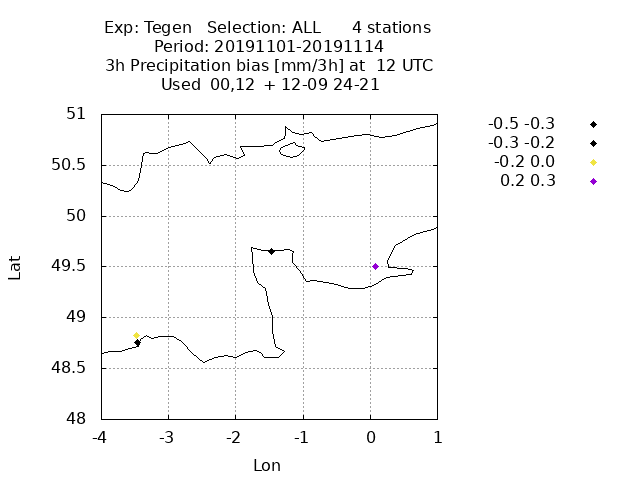 Exp: Tegen   Selection: ALL      4 stations
Period: 20191101-20191114
3h Precipitation bias [mm/3h] at  12 UTC
Used  00,12  + 12-09 24-21
-0.5 -0.3
-0.3 -0.2
-0.2 0.0
0.2 0.3
51
50.5
50
49.5
49
48.5
48
Lat
-4 -3 -2 -1 0 1
Lon